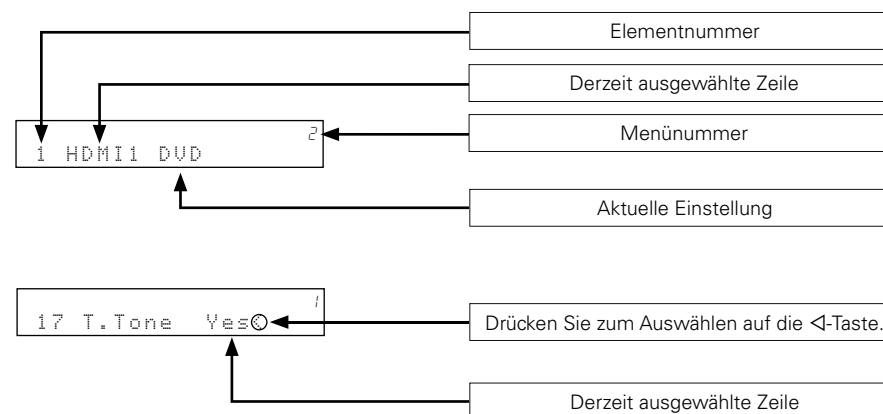 Elementnummer
Derzeit ausgewählte Zeile
2
Menünummer
1 HDMI1 DVD
Aktuelle Einstellung
1
17 T.Tone Yes
Drücken Sie zum Auswählen auf die ◁-Taste.
Derzeit ausgewählte Zeile